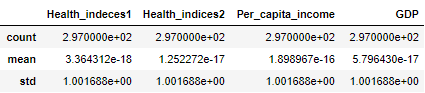 Health_indeces1 Health_indices2 Per_capita_income GDP
count 2.970000e+02 2.970000e+02 2.970000e+02 2.970000e+02
mean 3.364312e-18 1.252272e-17 1.898967e-16 5.796430e-17
std 1.001688e+00 1.001688e+00 1.001688e+00 1.001688e+00